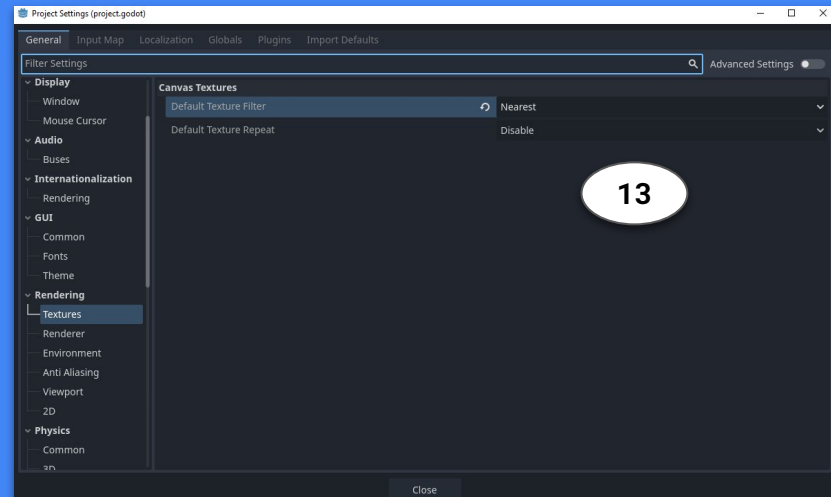 Project Settings (project.godot)
General Input Map Localization Globals Plugins Import Defaults
Filter Settings Advanced Settings
Display
Window
Mouse Cursor
Audio
Buses
Internationalization
Rendering
GUI
Common
Fonts
Theme
Rendering
Textures
Renderer
Environment
Anti Aliasing
Viewport
2D
Physics
Common
3D
Canvas Textures
Default Texture Filter Nearest
Default Texture Repeat Disable
13
Close